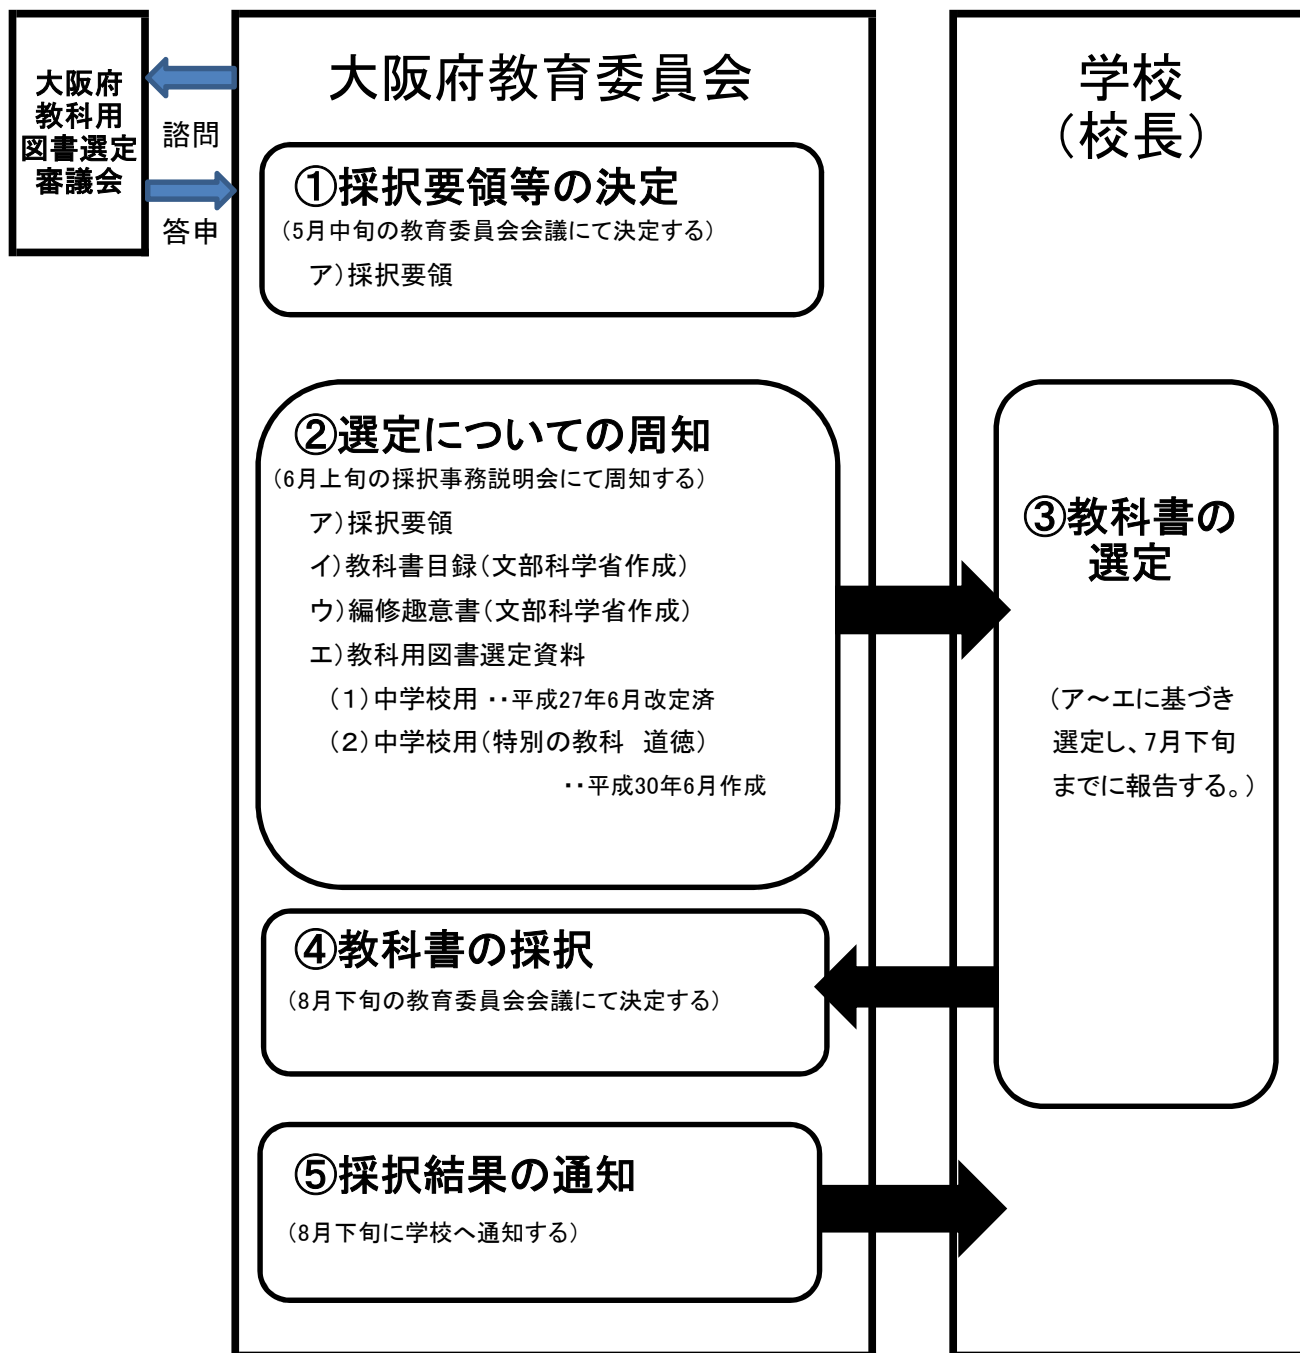 大阪府
教科用
図書選定
審議会
諮問
答申
大阪府教育委員会
①採択要領等の決定
(5月中旬の教育委員会会議にて決定する)
ア)採択要領
②選定についての周知
(6月上旬の採択事務説明会にて周知する)
ア)採択要領
イ)教科書目録(文部科学省作成)
ウ)編修趣意書(文部科学省作成)
エ)教科用図書選定資料
(1)中学校用 ‥平成27年6月改定済
(2)中学校用(特別の教科 道徳)
‥平成30年6月作成
④教科書の採択
(8月下旬の教育委員会会議にて決定する)
⑤採択結果の通知
(8月下旬に学校へ通知する)
学校
(校長)
③教科書の
選定
(ア～エに基づき
選定し、7月下旬
までに報告する。)